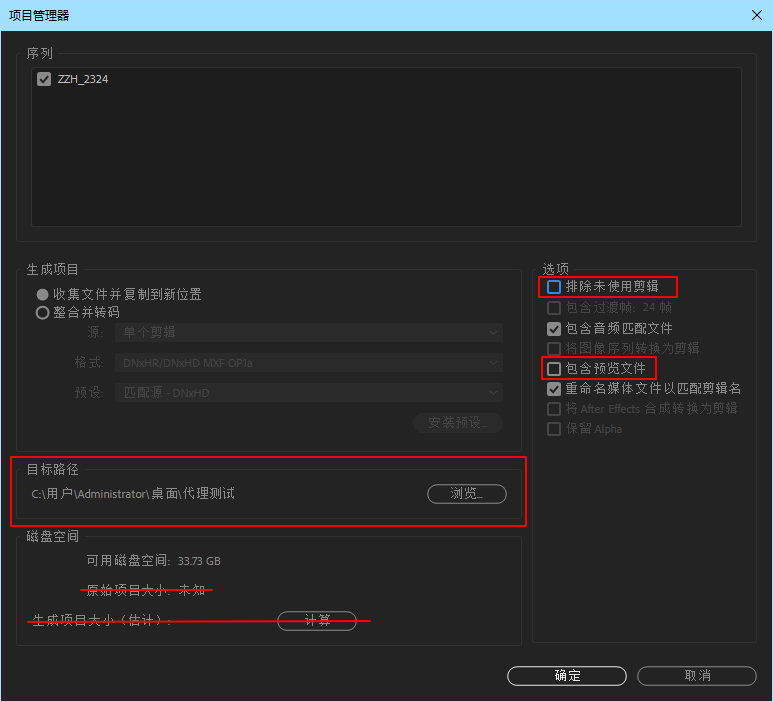 项目管理器
序列
ZZH_2324
生成项目
收集文件并复制到新位置
整合并转码
源: 单个剪辑
格式: DNxHR/DNxHD MXF OP1a
预设: 匹配源 - DNxHD
安装预设...
目标路径
C:\用户\Administrator\桌面\代理测试
浏览...
磁盘空间
可用磁盘空间: 33.73 GB
原始项目大小: 未知
生成项目大小（估计）:
计算
选项
排除未使用剪辑
包含过渡帧: 24 帧
包含音频匹配文件
将图像序列转换为剪辑
包含预览文件
重命名媒体文件以匹配剪辑名
将 After Effects 合成转换为剪辑
保留 Alpha
确定
取消